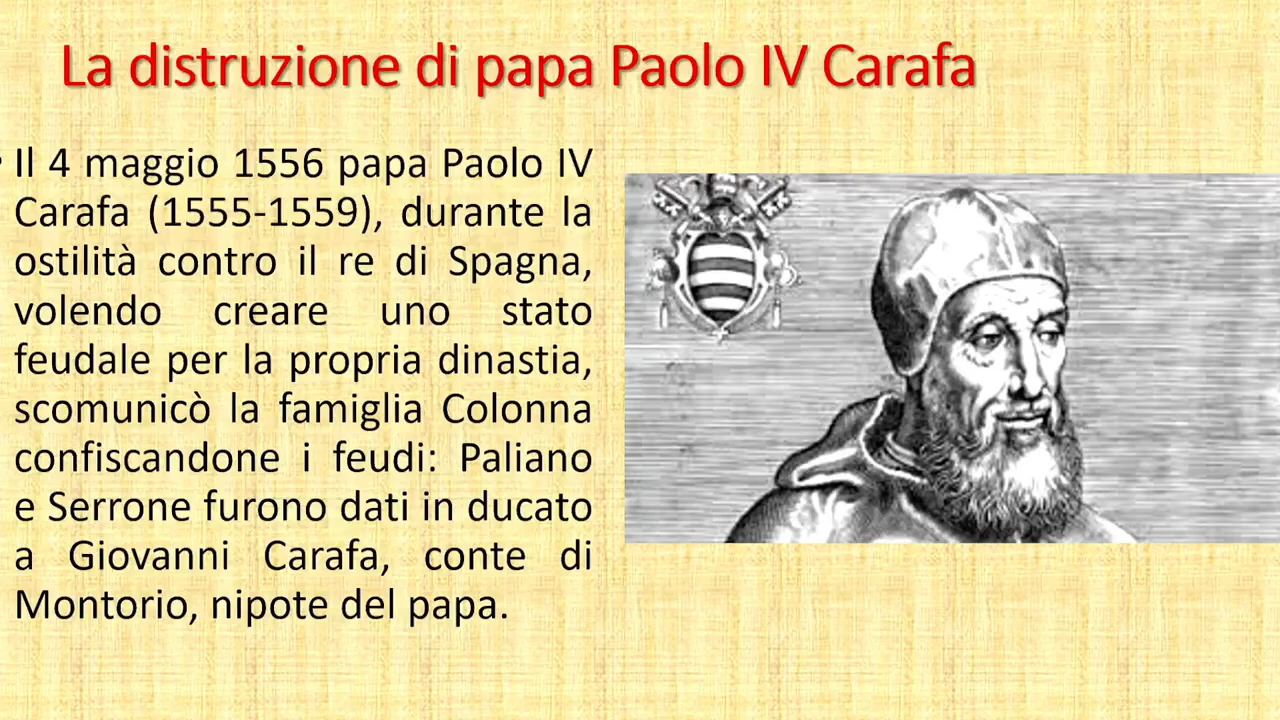 La distruzione di papa Paolo IV Carafa
• Il 4 maggio 1556 papa Paolo IV
Carafa (1555-1559), durante la
ostilità contro il re di Spagna,
volendo creare uno stato
feudale per la propria dinastia,
scomunicò la famiglia Colonna
confiscandone i feudi: Paliano
e Serrone furono dati in ducato
a Giovanni Carafa, conte di
Montorio, nipote del papa.